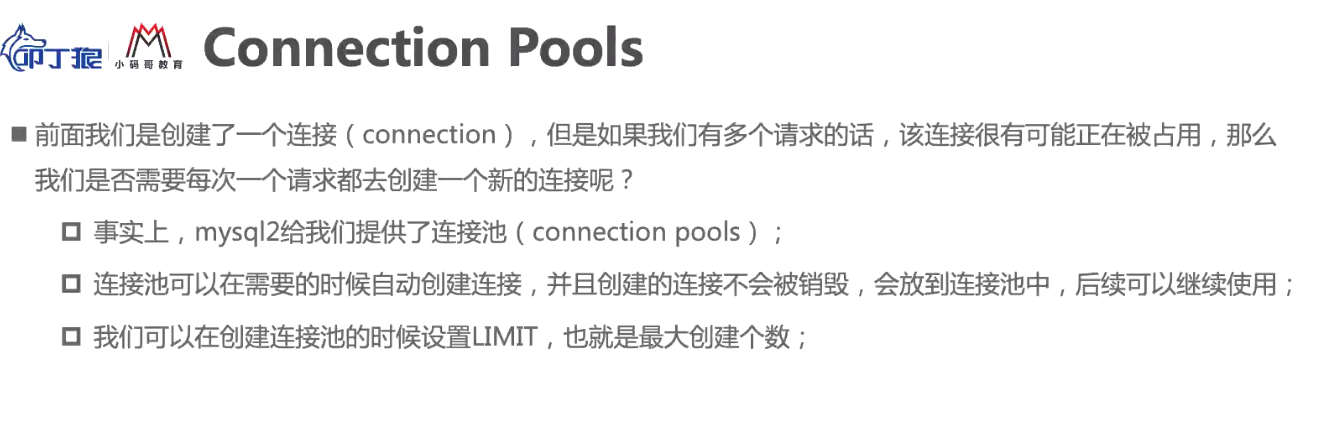 叩丁狼 小码哥教育 Connection Pools
前面我们是创建了一个连接（connection），但是如果我们有多个请求的话，该连接很有可能正在被占用，那么
我们是否需要每次一个请求都去创建一个新的连接呢？
事实上，mysql2给我们提供了连接池（connection pools）；
连接池可以在需要的时候自动创建连接，并且创建的连接不会被销毁，会放到连接池中，后续可以继续使用；
我们可以在创建连接池的时候设置LIMIT，也就是最大创建个数；